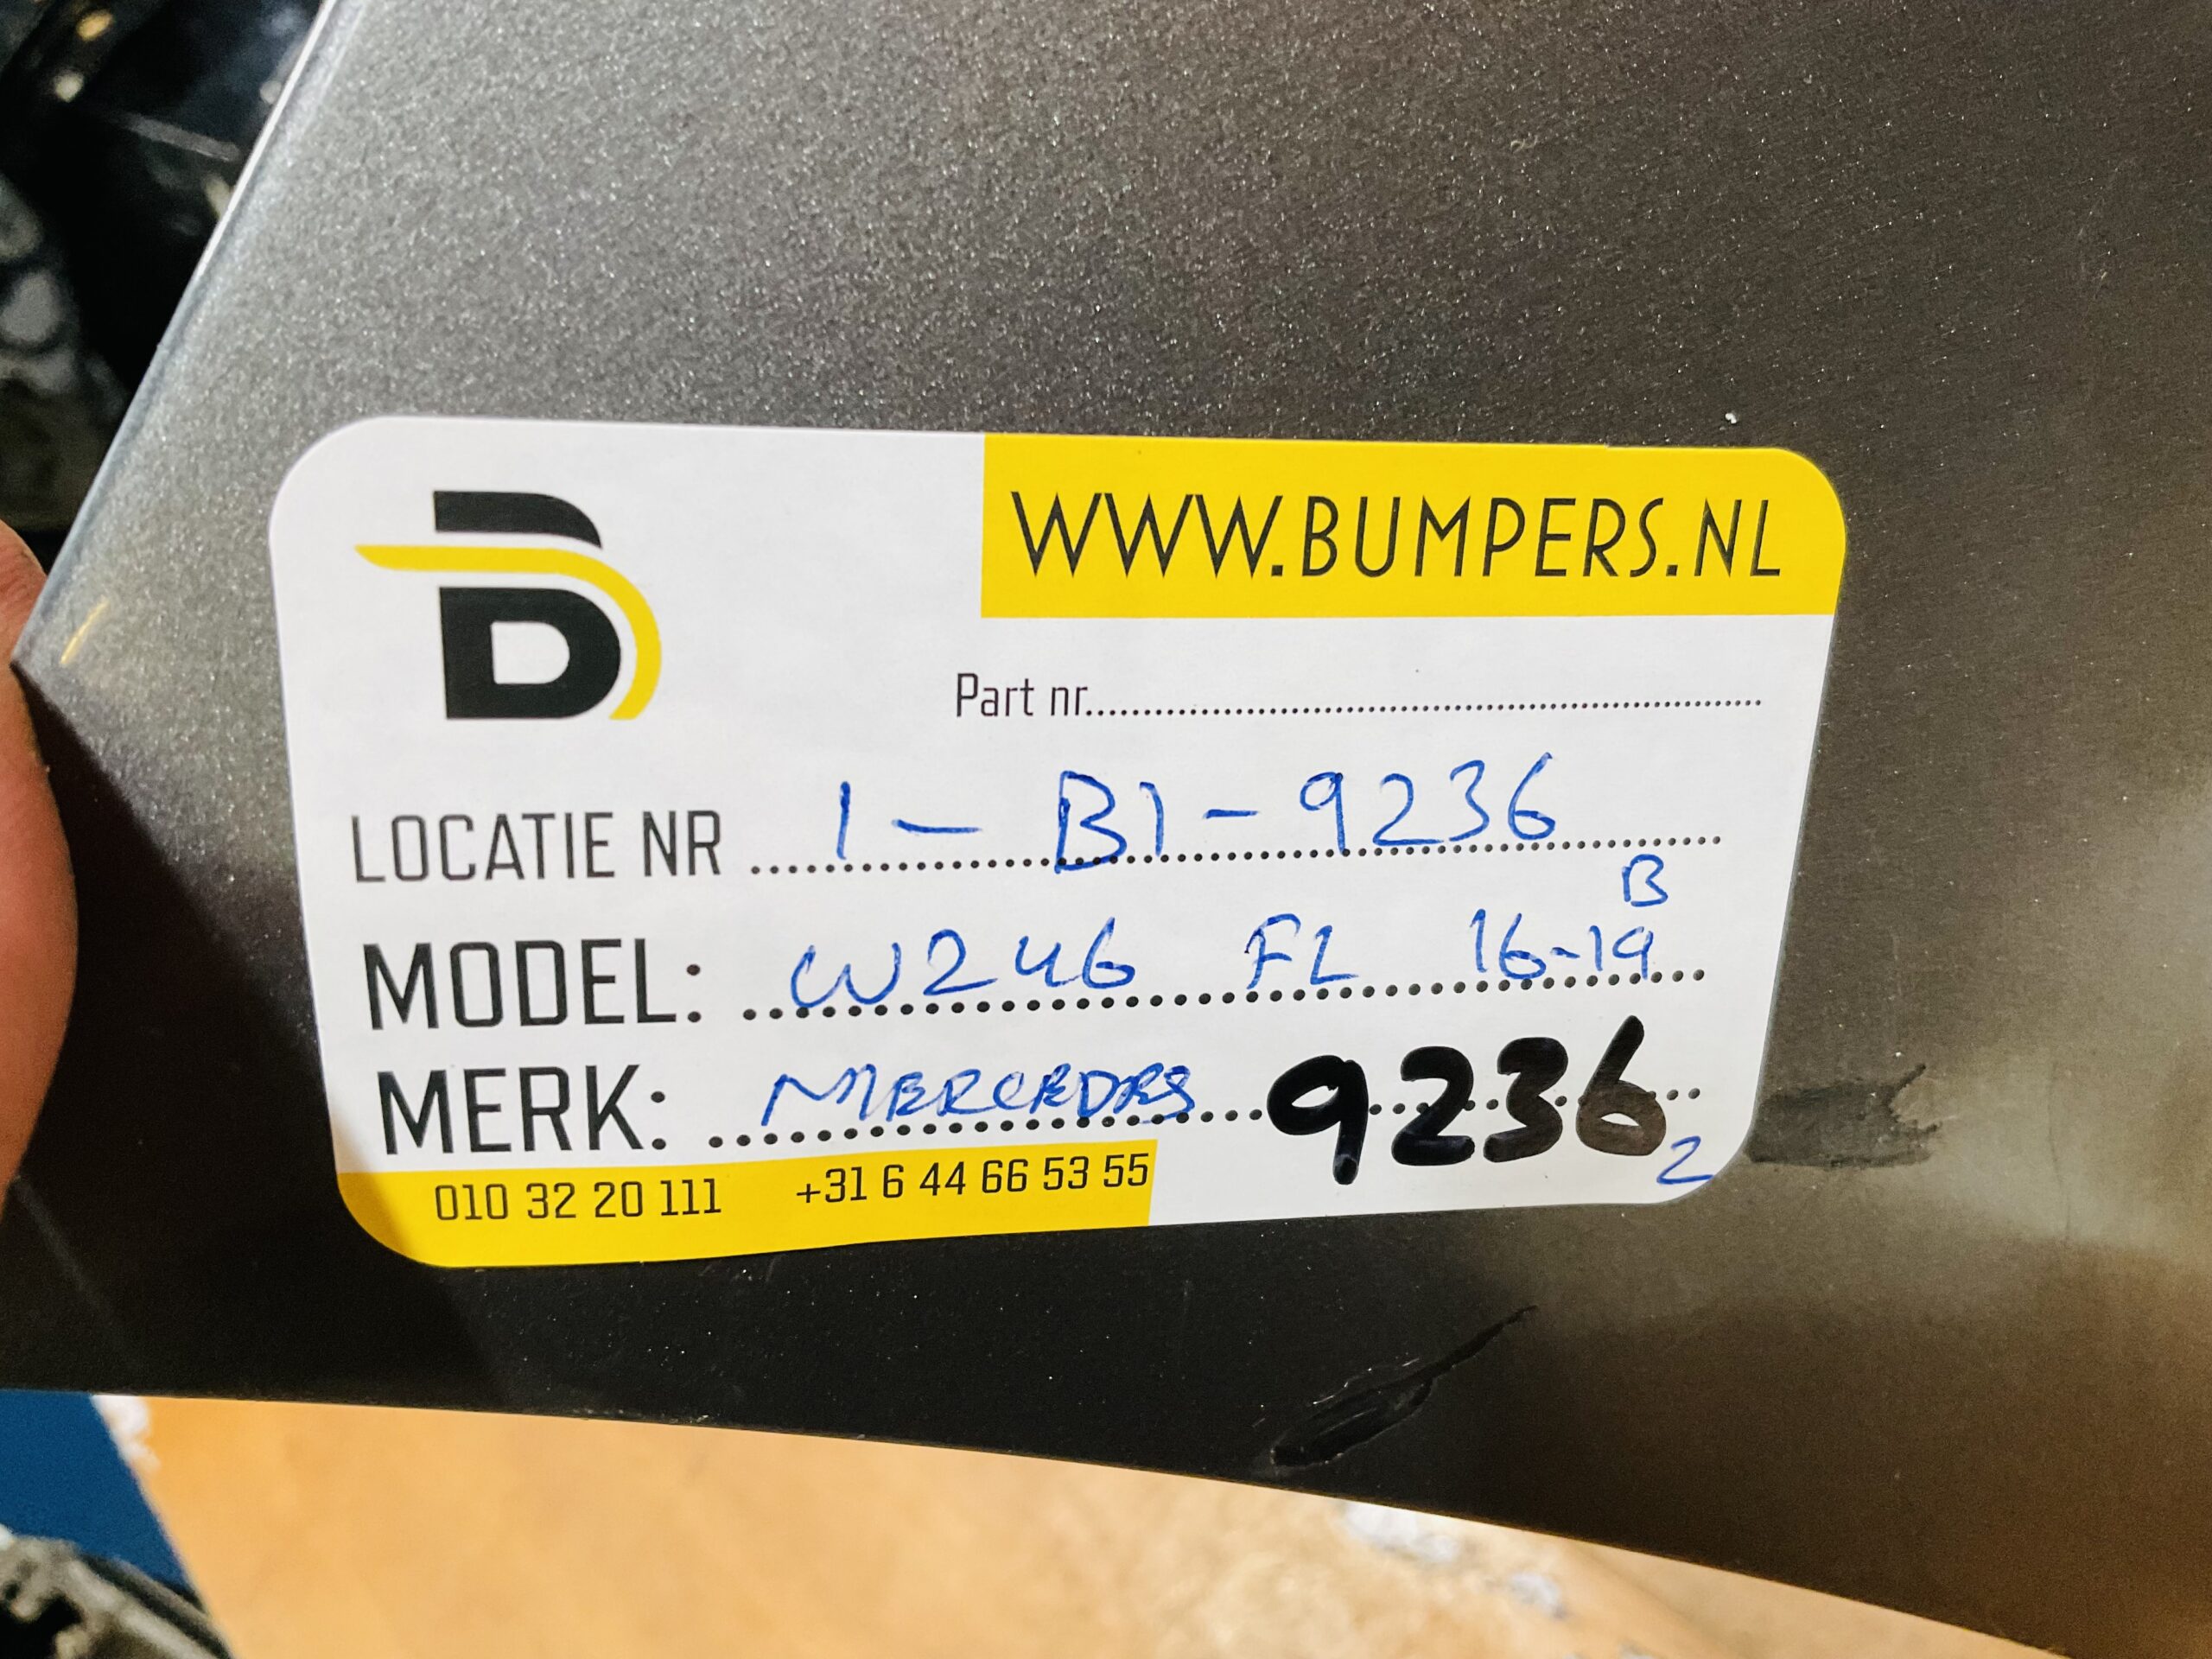 B
WWW.BUMPERS.NL
Part nr......................................................
LOCATIE NR 1 - B1 - 9236
B
MODEL: W246 FL 16-19
MERK: MERCEDES 9236
2
010 32 20 111 +31 6 44 66 53 55